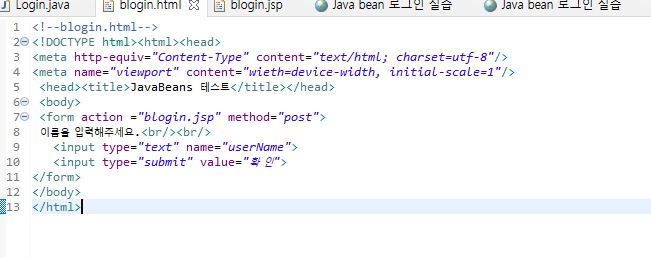 Login.java blogin.html blogin.jsp Java bean 로그인 실습 Java bean 로그인 실습
1 <!--blogin.html-->
2 <!DOCTYPE html><html><head>
3 <meta http-equiv="Content-Type" content="text/html; charset=utf-8"/>
4 <meta name="viewport" content="wieth=device-width, initial-scale=1"/>
5 <head><title>JavaBeans 테스트</title></head>
6 <body>
7 <form action ="blogin.jsp" method="post">
8 이름을 입력해주세요.<br/><br/>
9 <input type="text" name="userName">
10 <input type="submit" value="확 인">
11 </form>
12 </body>
13 </html>